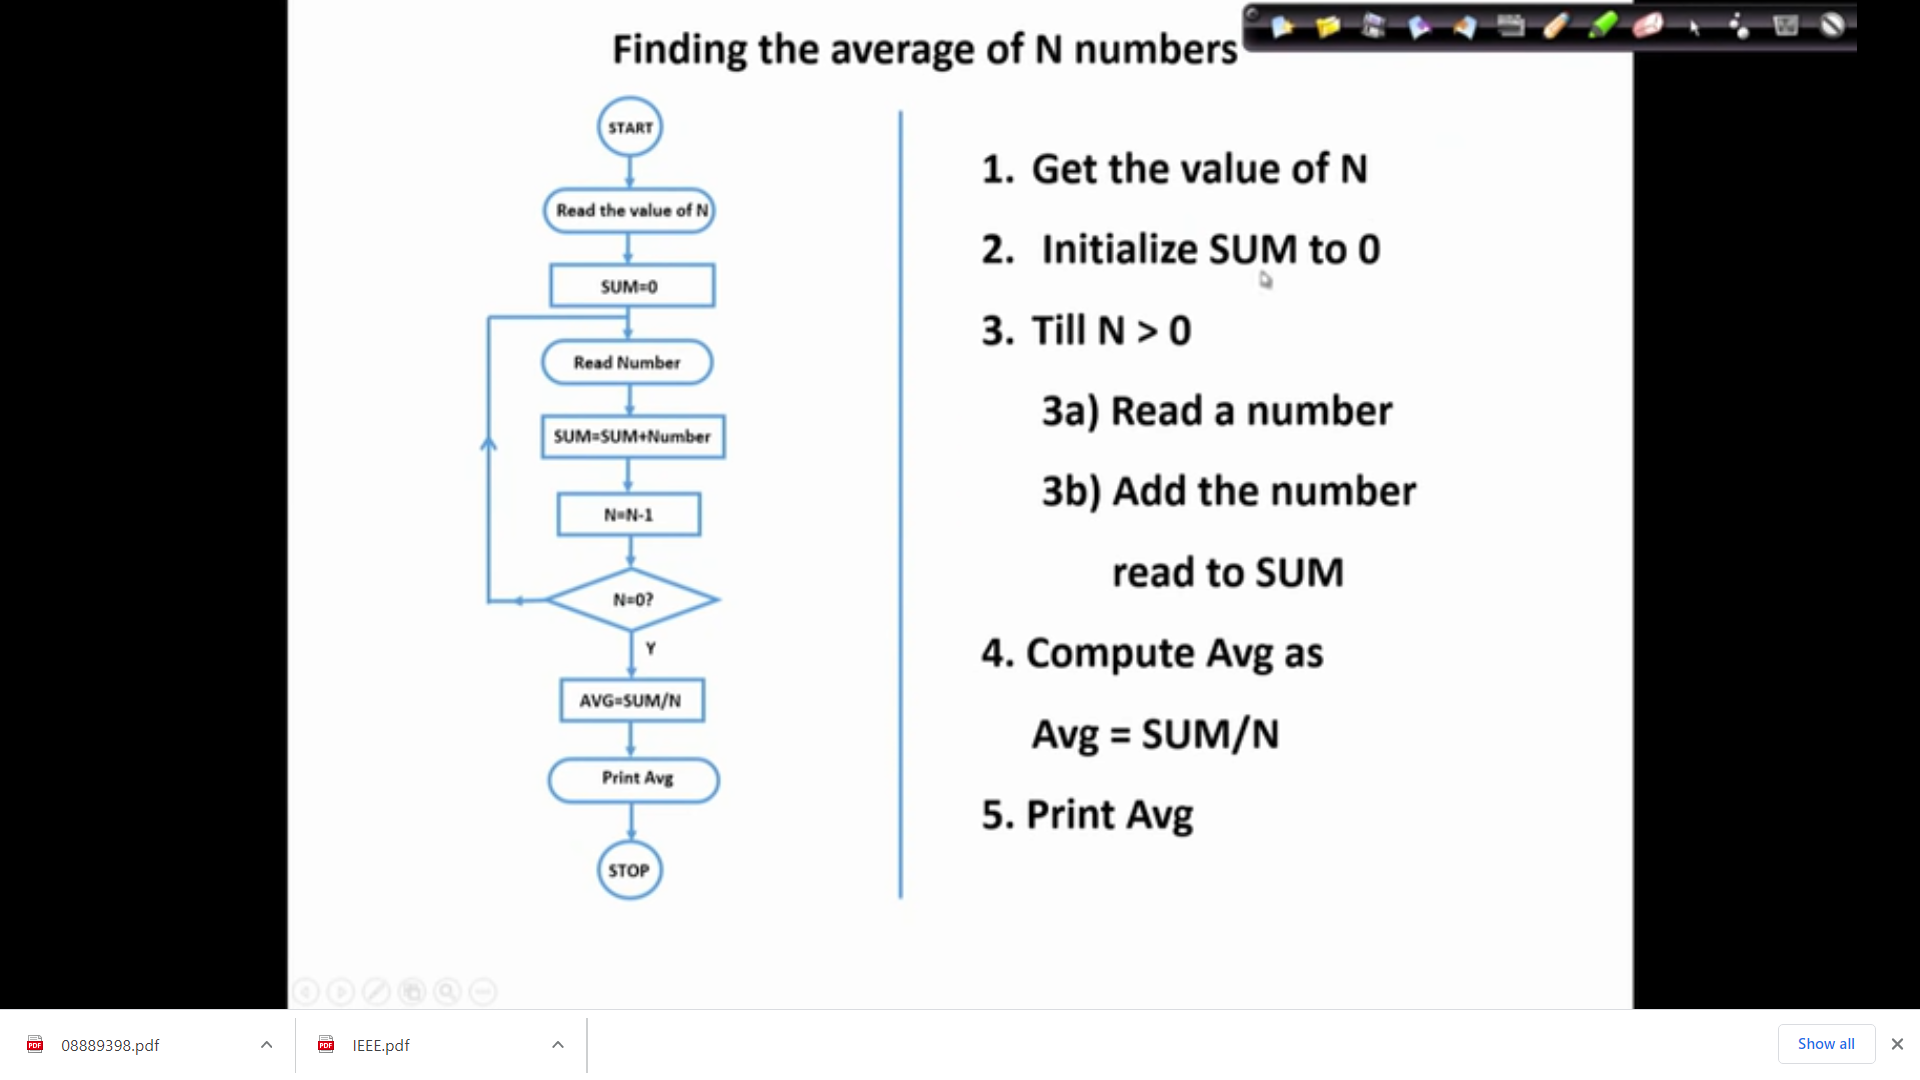 Finding the average of N numbers
START
Read the value of N
SUM=0
Read Number
SUM=SUM+Number
N=N-1
N=0?
Y
AVG=SUM/N
Print Avg
STOP
1. Get the value of N
2. Initialize SUM to 0
3. Till N > 0
3a) Read a number
3b) Add the number
read to SUM
4. Compute Avg as
Avg = SUM/N
5. Print Avg
PDF 08889398.pdf
PDF IEEE.pdf
Show all